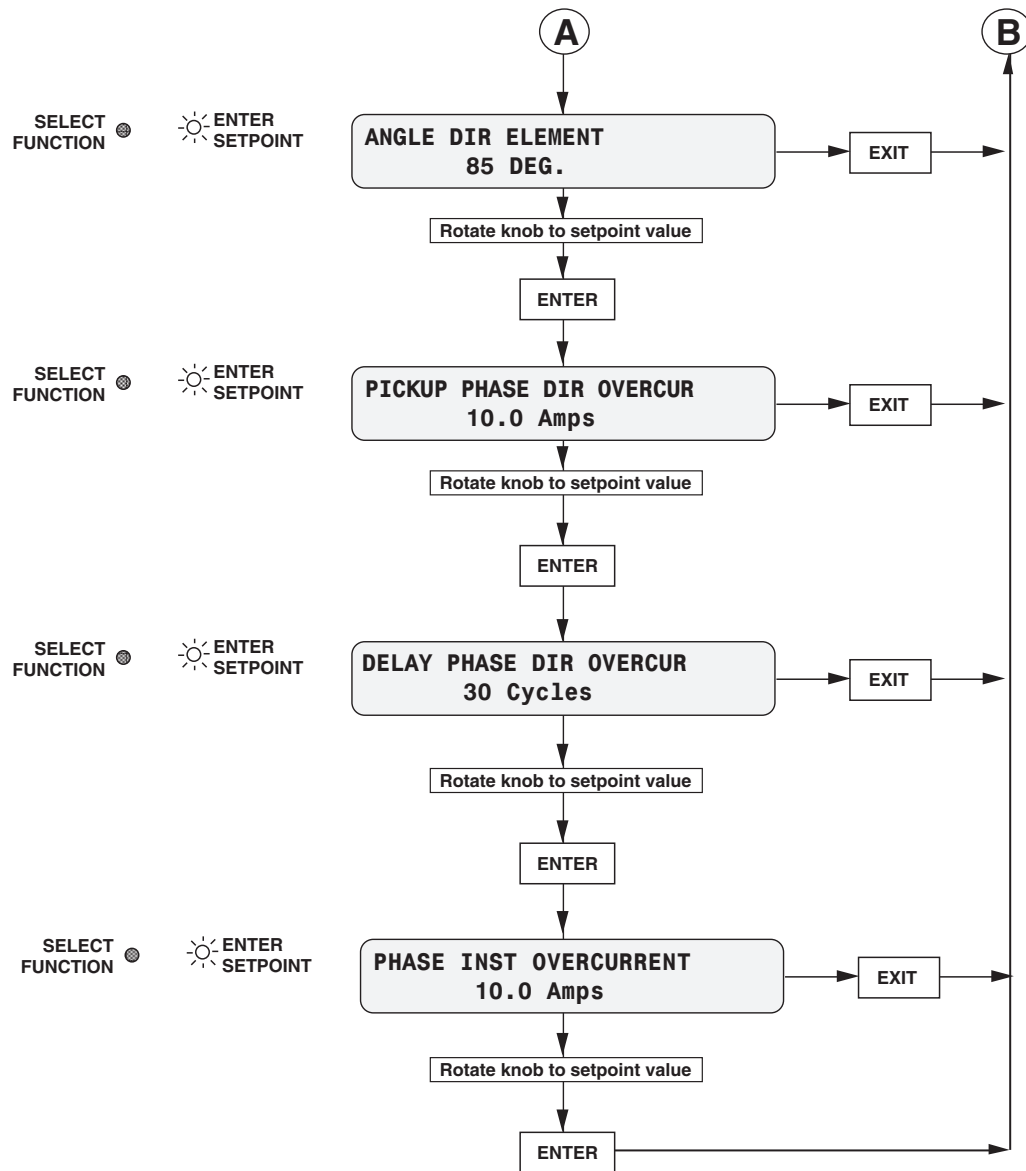 A
B
SELECT
FUNCTION
ENTER
SETPOINT
ANGLE DIR ELEMENT
85 DEG.
EXIT
Rotate knob to setpoint value
ENTER
SELECT
FUNCTION
ENTER
SETPOINT
PICKUP PHASE DIR OVERCUR
10.0 Amps
EXIT
Rotate knob to setpoint value
ENTER
SELECT
FUNCTION
ENTER
SETPOINT
DELAY PHASE DIR OVERCUR
30 Cycles
EXIT
Rotate knob to setpoint value
ENTER
SELECT
FUNCTION
ENTER
SETPOINT
PHASE INST OVERCURRENT
10.0 Amps
EXIT
Rotate knob to setpoint value
ENTER